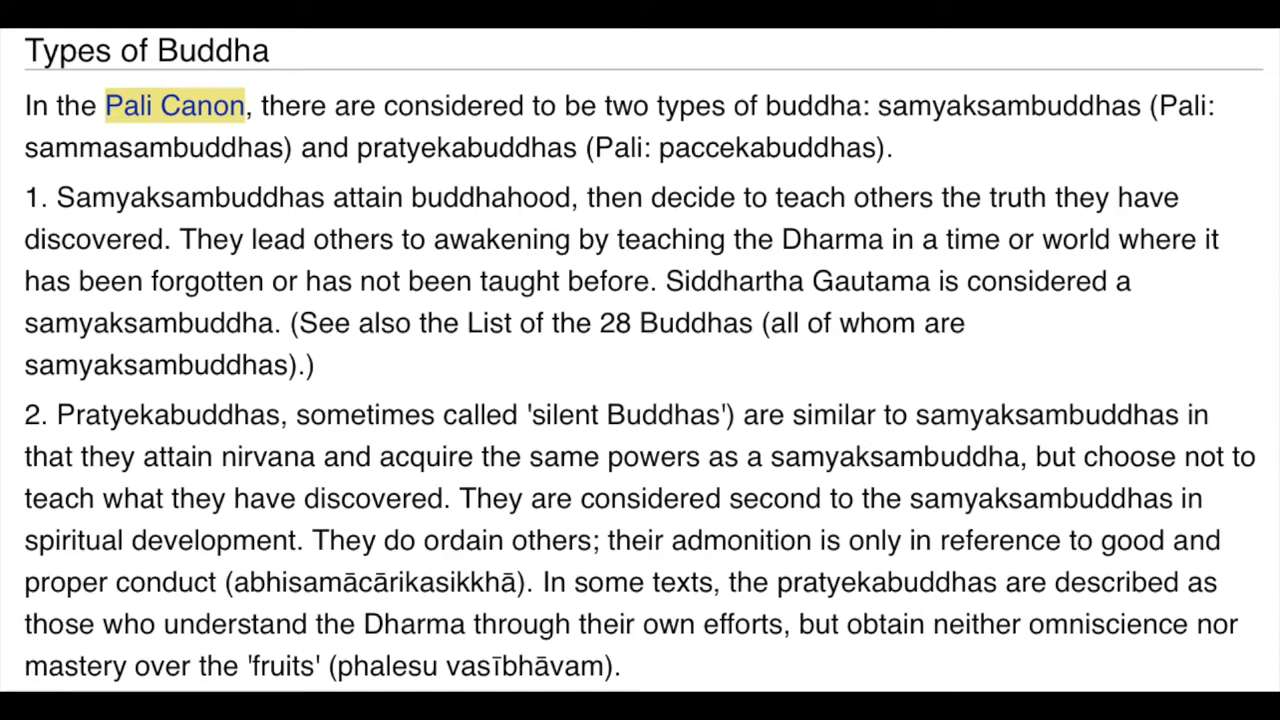 Types of Buddha
In the Pali Canon, there are considered to be two types of buddha: samyaksambuddhas (Pali:
sammasambuddhas) and pratyekabuddhas (Pali: paccekabuddhas).
1. Samyaksambuddhas attain buddhahood, then decide to teach others the truth they have
discovered. They lead others to awakening by teaching the Dharma in a time or world where it
has been forgotten or has not been taught before. Siddhartha Gautama is considered a
samyaksambuddha. (See also the List of the 28 Buddhas (all of whom are
samyaksambuddhas).)
2. Pratyekabuddhas, sometimes called 'silent Buddhas') are similar to samyaksambuddhas in
that they attain nirvana and acquire the same powers as a samyaksambuddha, but choose not to
teach what they have discovered. They are considered second to the samyaksambuddhas in
spiritual development. They do ordain others; their admonition is only in reference to good and
proper conduct (abhisamācārikasikkhā). In some texts, the pratyekabuddhas are described as
those who understand the Dharma through their own efforts, but obtain neither omniscience nor
mastery over the 'fruits' (phalesu vasībhāvam).